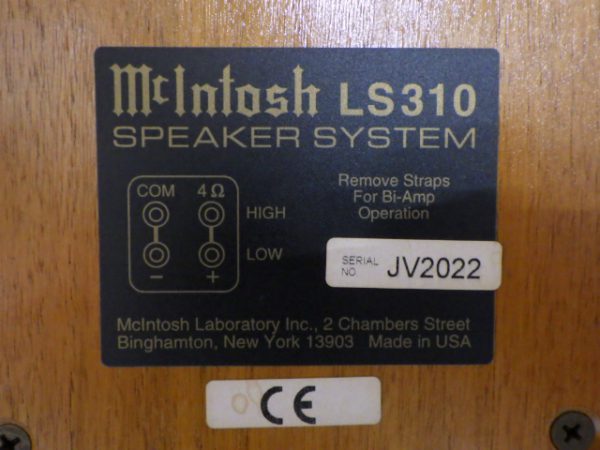 McIntosh LS310
SPEAKER SYSTEM
COM 4Ω
HIGH
LOW
− +
Remove Straps
For Bi-Amp
Operation
SERIAL
NO JV2022
McIntosh Laboratory Inc., 2 Chambers Street
Binghamton, New York 13903 Made in USA
CE